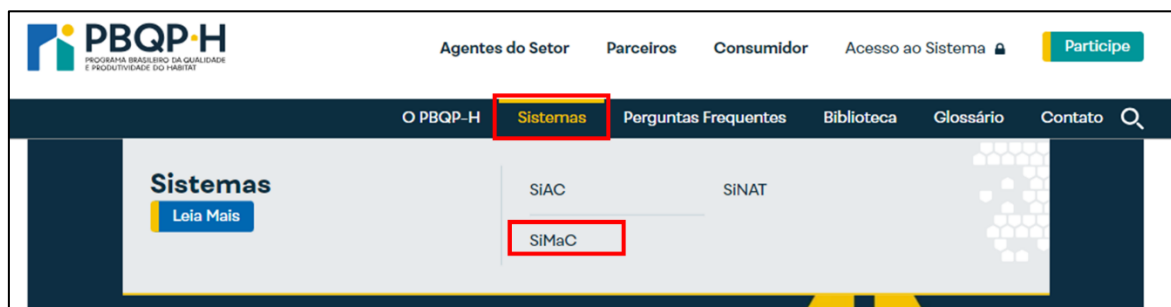 PBQP-H
PROGRAMA BRASILEIRO DA QUALIDADE
E PRODUTIVIDADE DO HABITAT
Agentes do Setor Parceiros Consumidor Acesso ao Sistema Participe
O PBQP-H Sistemas Perguntas Frequentes Biblioteca Glossário Contato
Sistemas
Leia Mais
SiAC SiNAT
SiMaC